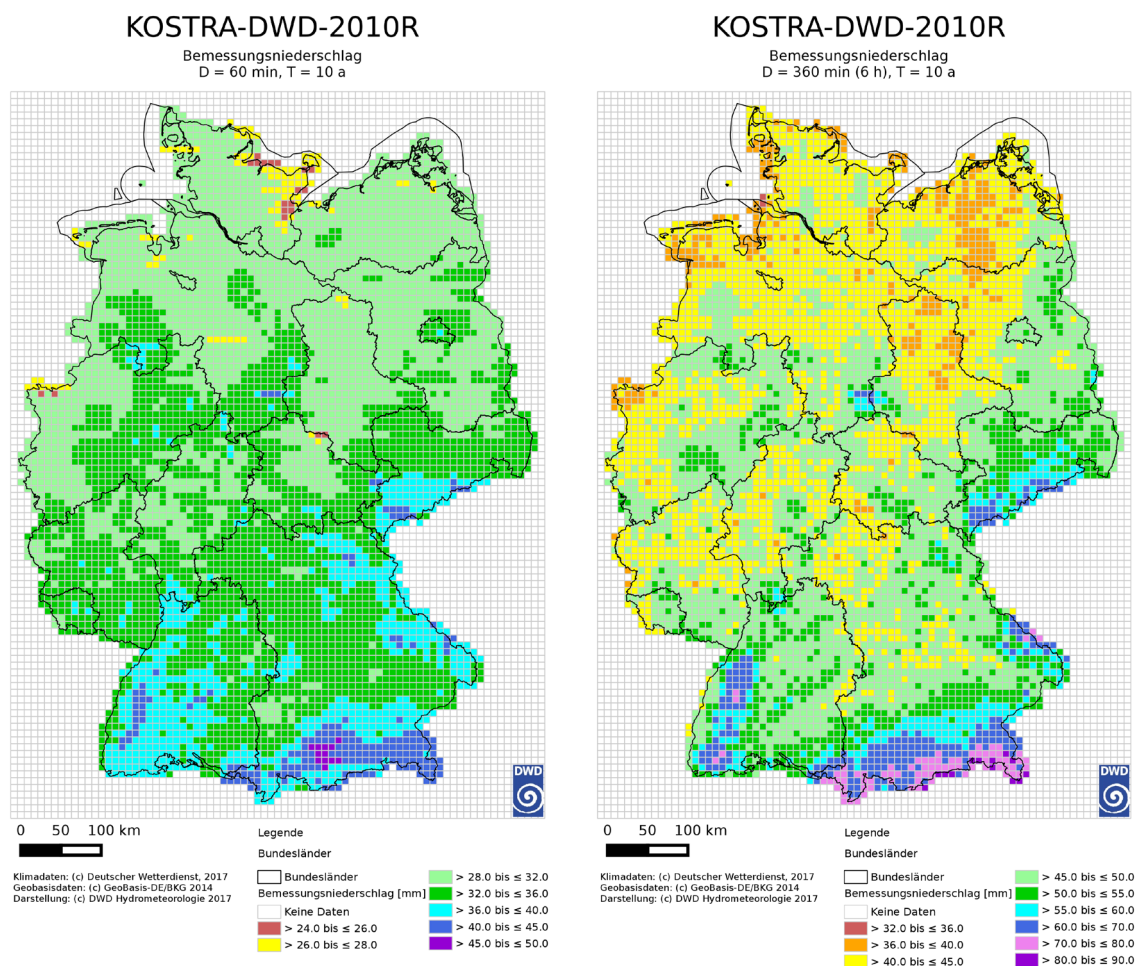 KOSTRA-DWD-2010R
Bemessungsniederschlag
D = 60 min, T = 10 a
DWD
0 50 100 km
Legende
Bundesländer
Klimadaten: (c) Deutscher Wetterdienst, 2017
Geobasisdaten: (c) GeoBasis-DE/BKG 2014
Darstellung: (c) DWD Hydrometeorologie 2017
Bundesländer
Bemessungsniederschlag [mm]
Keine Daten
> 24.0 bis ≤ 26.0
> 26.0 bis ≤ 28.0
> 28.0 bis ≤ 32.0
> 32.0 bis ≤ 36.0
> 36.0 bis ≤ 40.0
> 40.0 bis ≤ 45.0
> 45.0 bis ≤ 50.0
KOSTRA-DWD-2010R
Bemessungsniederschlag
D = 360 min (6 h), T = 10 a
DWD
0 50 100 km
Legende
Bundesländer
Klimadaten: (c) Deutscher Wetterdienst, 2017
Geobasisdaten: (c) GeoBasis-DE/BKG 2014
Darstellung: (c) DWD Hydrometeorologie 2017
Bundesländer
Bemessungsniederschlag [mm]
Keine Daten
> 32.0 bis ≤ 36.0
> 36.0 bis ≤ 40.0
> 40.0 bis ≤ 45.0
> 45.0 bis ≤ 50.0
> 50.0 bis ≤ 55.0
> 55.0 bis ≤ 60.0
> 60.0 bis ≤ 70.0
> 70.0 bis ≤ 80.0
> 80.0 bis ≤ 90.0